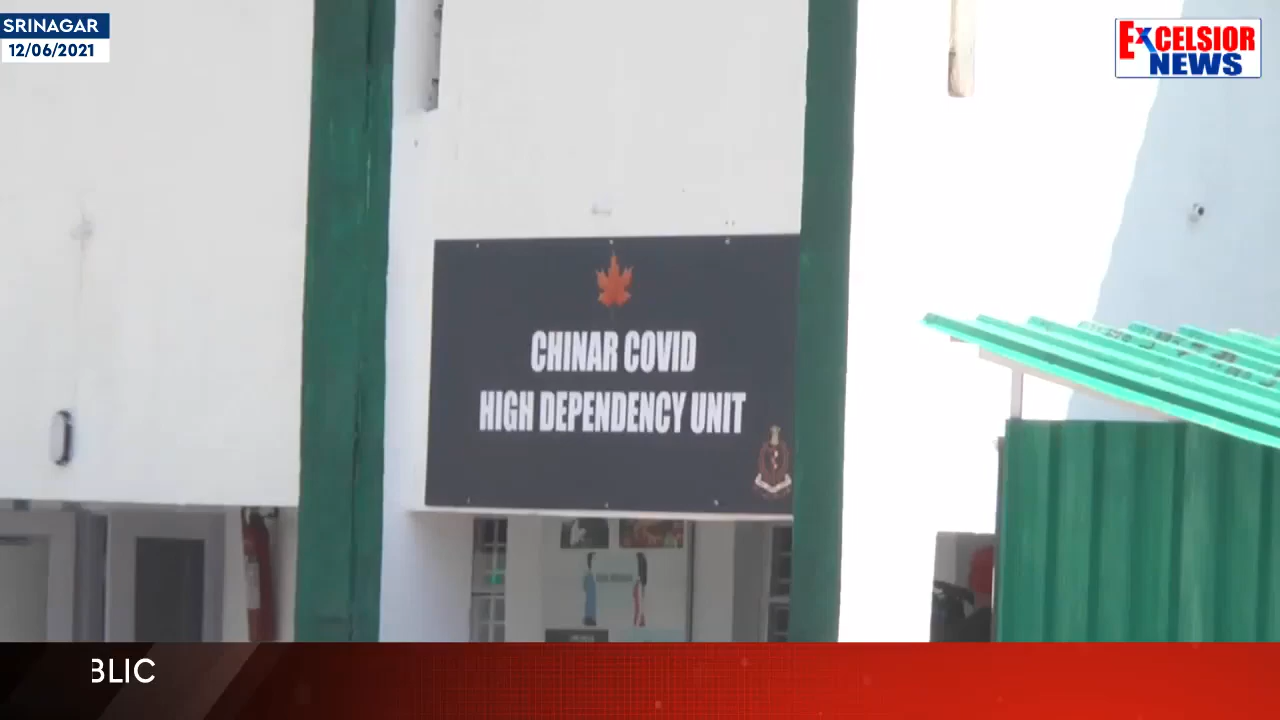 SRINAGAR
12/06/2021
EXCELSIOR
NEWS
CHINAR COVID
HIGH DEPENDENCY UNIT
BLIC